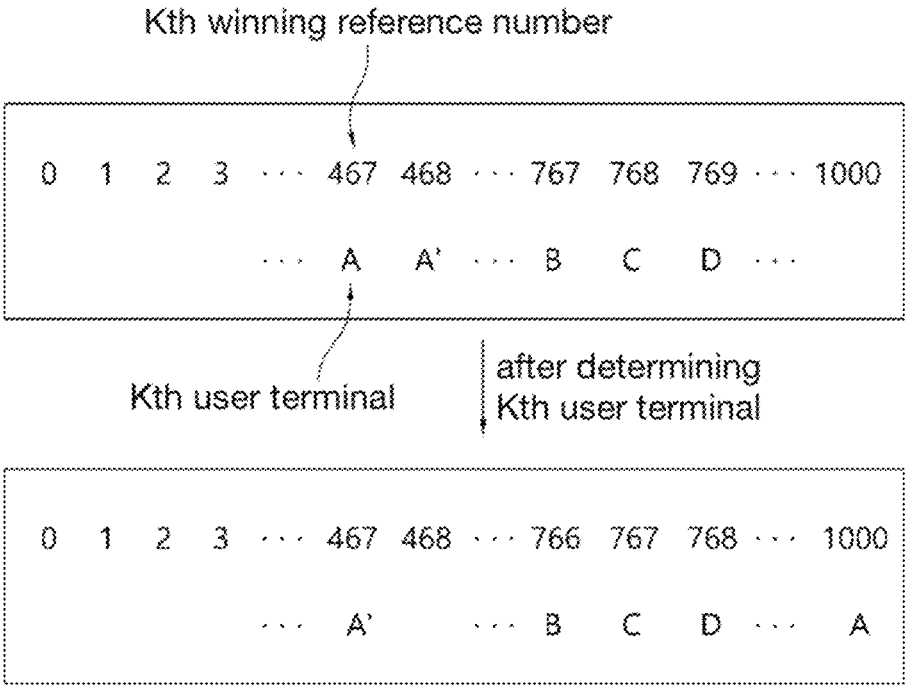 Kth winning reference number
0 1 2 3 ··· 467 468 ··· 767 768 769 ··· 1000
··· A A' ··· B C D ···
Kth user terminal
after determining
Kth user terminal
0 1 2 3 ··· 467 468 ··· 766 767 768 ··· 1000
··· A' ··· B C D ··· A